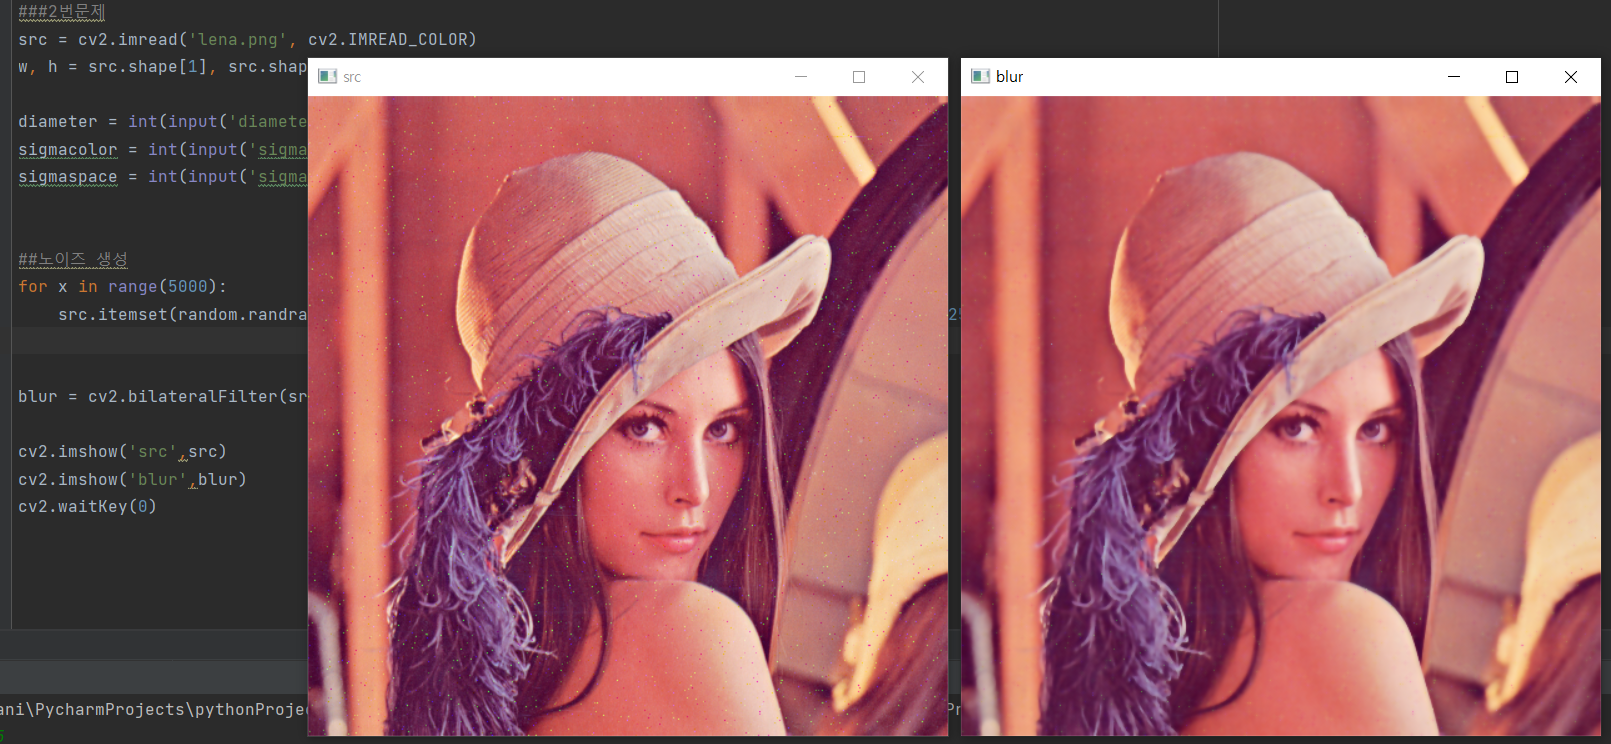 ###2번문제
src = cv2.imread('lena.png', cv2.IMREAD_COLOR)
w, h = src.shape[1], src.shap
src
blur
diameter = int(input('diamete
sigmacolor = int(input('sigma
sigmaspace = int(input('sigma
##노이즈 생성
for x in range(5000):
src.itemset(random.randra
25
blur = cv2.bilateralFilter(sr
cv2.imshow('src',src)
cv2.imshow('blur',blur)
cv2.waitKey(0)
ani\PycharmProjects\pythonProje
Pr